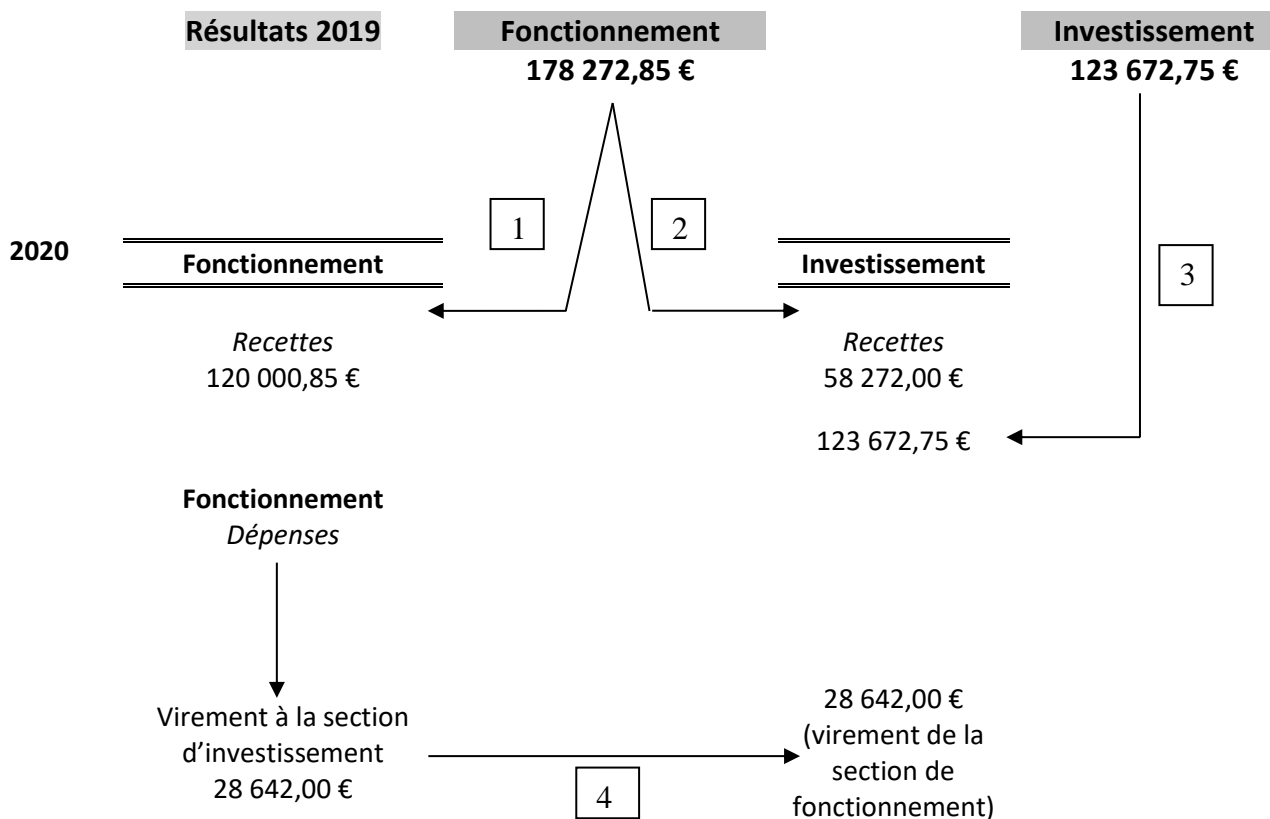 Résultats 2019 Fonctionnement Investissement
178 272,85 € 123 672,75 €
1 2
2020 Fonctionnement Investissement 3
Recettes Recettes
120 000,85 € 58 272,00 €
123 672,75 €
Fonctionnement
Dépenses
Virement à la section
d’investissement
28 642,00 €
4
28 642,00 €
(virement de la
section de
fonctionnement)